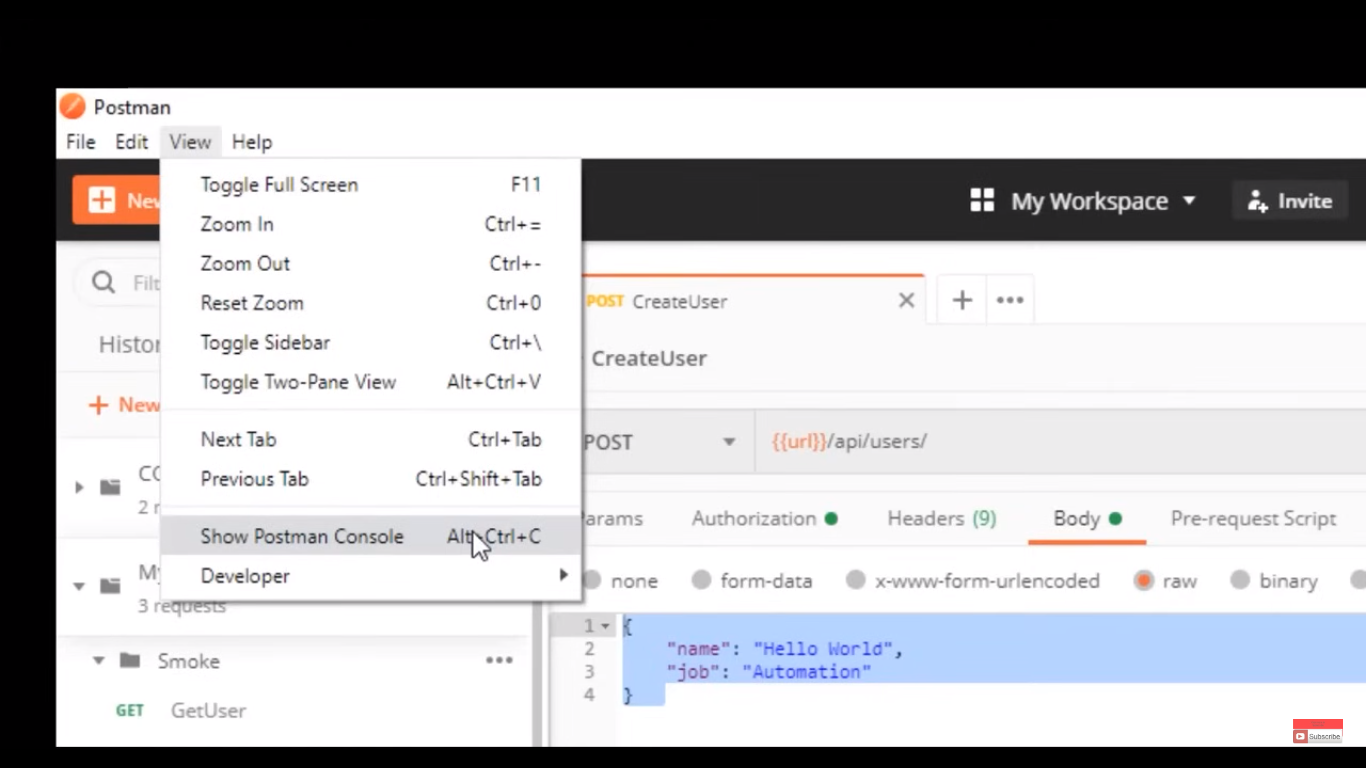 Postman
File Edit View Help
New
My Workspace
Invite
Toggle Full Screen F11
Zoom In Ctrl+=
Zoom Out Ctrl+-
Reset Zoom Ctrl+0
Toggle Sidebar Ctrl+\
Toggle Two-Pane View Alt+Ctrl+V
Next Tab Ctrl+Tab
Previous Tab Ctrl+Shift+Tab
Show Postman Console Alt+Ctrl+C
Developer
POST CreateUser
CreateUser
New
POST {{url}}/api/users/
Params Authorization Headers (9) Body Pre-request Script
none form-data x-www-form-urlencoded raw binary
My
3 requests
Smoke
GET GetUser
1 {
2 "name": "Hello World",
3 "job": "Automation"
4 }
Subscribe